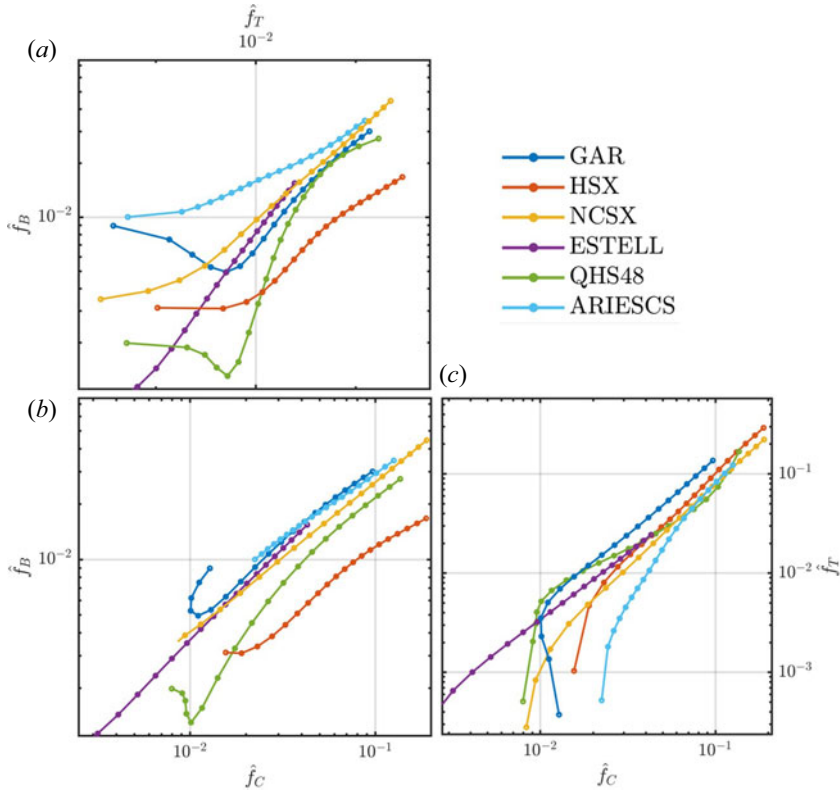 f̂_T
10⁻²
(a)
10⁻²
f̂_B
GAR
HSX
NCSX
ESTELL
QHS48
ARIESCS
(b)
(c)
10⁻²
f̂_B
10⁻¹
10⁻²
10⁻³
f̂_T
10⁻² 10⁻¹
f̂_C
10⁻² 10⁻¹
f̂_C